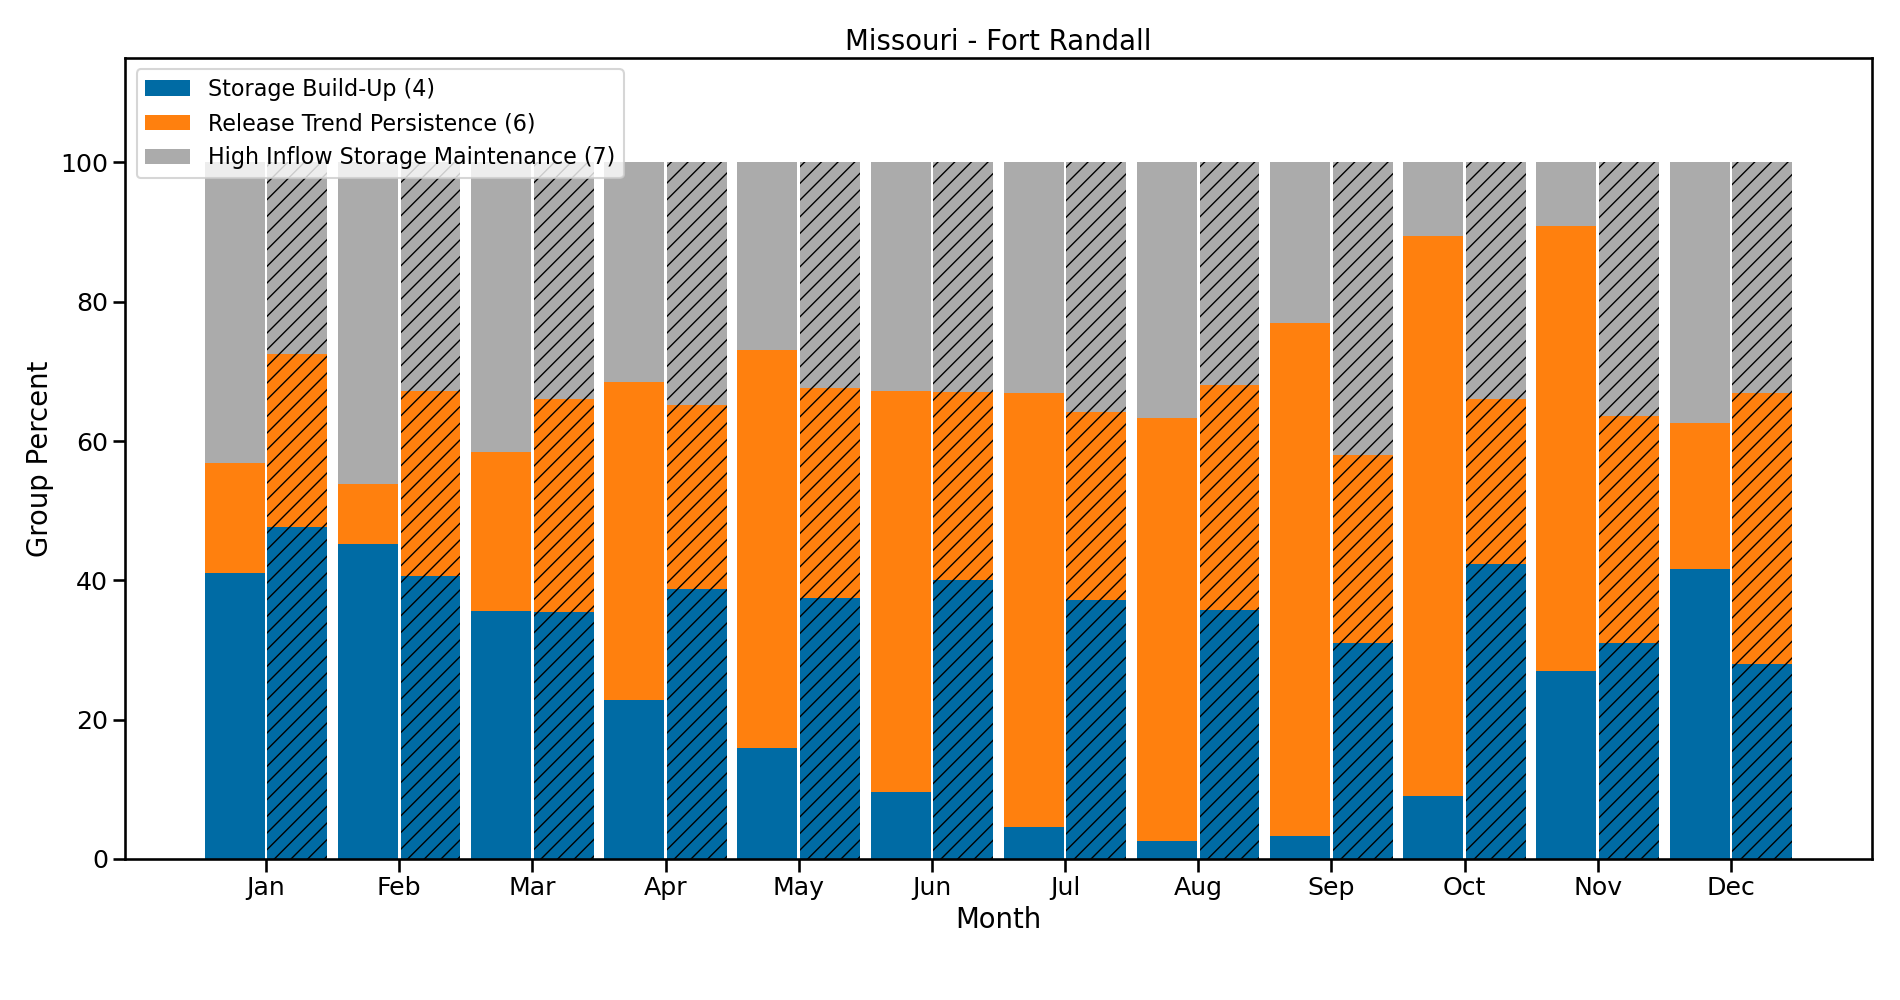 Missouri - Fort Randall
Storage Build-Up (4)
Release Trend Persistence (6)
High Inflow Storage Maintenance (7)
Group Percent
100
80
60
40
20
0
Jan Feb Mar Apr May Jun Jul Aug Sep Oct Nov Dec
Month